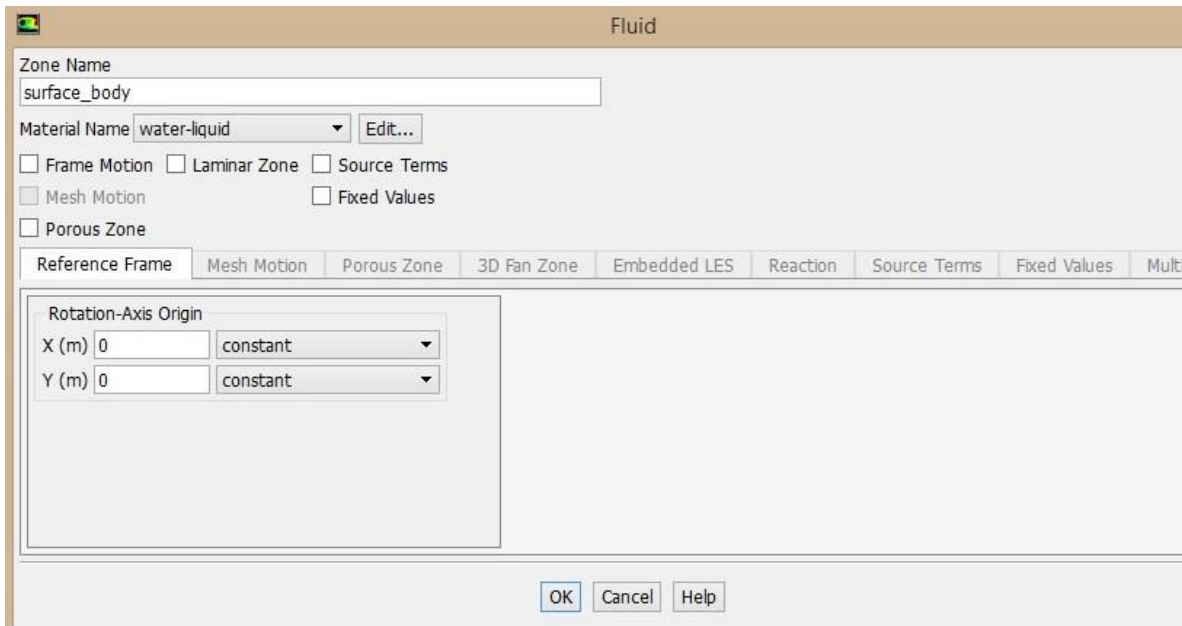 Fluid
Zone Name
surface_body
Material Name water-liquid Edit...
Frame Motion Laminar Zone Source Terms
Mesh Motion Fixed Values
Porous Zone
Reference Frame Mesh Motion Porous Zone 3D Fan Zone Embedded LES Reaction Source Terms Fixed Values Mult
Rotation-Axis Origin
X (m) 0 constant
Y (m) 0 constant
OK Cancel Help